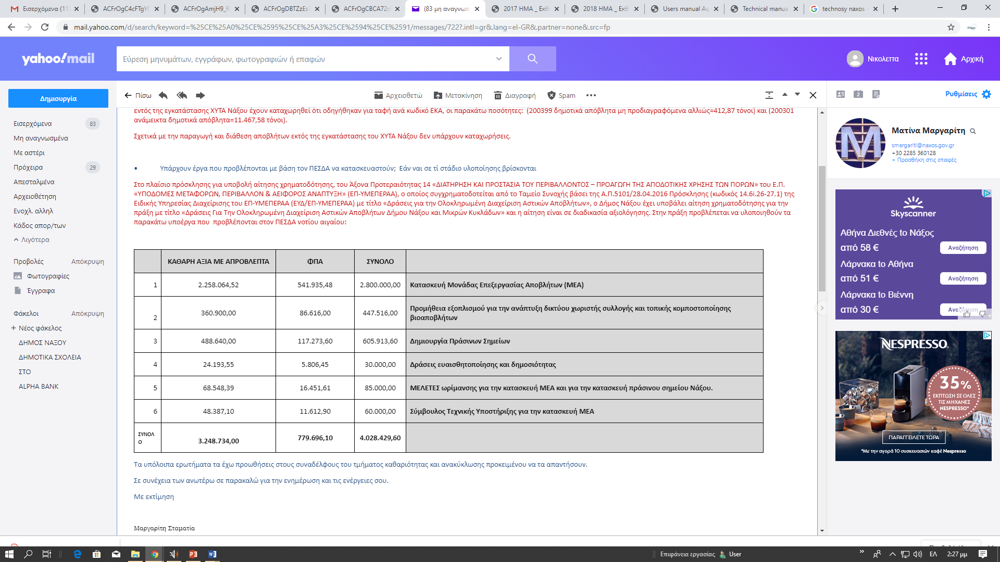 Εισερχόμενα (11
ACFrOgC4cFTgY
ACFrOgAmjH9_R
ACFrOgDBTZzEs
ACFrOgCBCA72d
(83 μη αναγνωσ
2017 HMA _ Εκθ
2018 HMA _ Εκθ
Users manual Αφ
Technical manua
technosy naxos -
mail.yahoo.com/d/search/keyword=%25CE%25A0%25CE%2595%25CE%25A3%25CE%2594%25CE%2591/messages/722?.intl=gr&.lang=el-GR&.partner=none&.src=fp
yahoo!mail
Εύρεση μηνυμάτων, εγγράφων, φωτογραφιών ή επαφών
Νικολεττα
Αρχική
Δημιουργία
Πίσω
Αρχειοθετώ
Μετακίνηση
Διαγραφή
Spam
2
Ρυθμίσεις
Εισερχόμενα 83
Μη αναγνωσμένα
Με αστέρι
Πρόχειρα 29
Απεσταλμένα
Αρχειοθέτηση
Ενοχλ. αλληλ
Κάδος απορ/των
Λιγότερα
Προβολές Απόκρυψη
Φωτογραφίες
Έγγραφα
Φάκελοι Απόκρυψη
+ Νέος φάκελος
ΔΗΜΟΣ ΝΑΞΟΥ
ΔΗΜΟΤΙΚΑ ΣΧΟΛΕΙΑ
ΣΤΟ
ALPHA BANK
εντός της εγκατάστασης ΧΥΤΑ Νάξου έχουν καταχωρηθεί ότι οδηγήθηκαν για ταφή ανά κωδικό ΕΚΑ, οι παρακάτω ποσότητες: (200399 δημοτικά απόβλητα μη προδιαγραφόμενα αλλιώς=412,87 τόνοι) και (200301
ανάμεικτα δημοτικά απόβλητα=11.467,58 τόνοι).
Σχετικά με την παραγωγή και διάθεση αποβλήτων εκτός της εγκατάστασης του ΧΥΤΑ Νάξου δεν υπάρχουν καταχωρήσεις.
• Υπάρχουν έργα που προβλέπονται με βάση τον ΠΕΣΔΑ να κατασκευαστούν; Εάν ναι σε τί στάδιο υλοποίησης βρίσκονται
Στο πλαίσιο πρόσκλησης για υποβολή αίτησης χρηματοδότησης, του Άξονα Προτεραιότητας 14 «ΔΙΑΤΗΡΗΣΗ ΚΑΙ ΠΡΟΣΤΑΣΙΑ ΤΟΥ ΠΕΡΙΒΑΛΛΟΝΤΟΣ – ΠΡΟΑΓΩΓΗ ΤΗΣ ΑΠΟΔΟΤΙΚΗΣ ΧΡΗΣΗΣ ΤΩΝ ΠΟΡΩΝ» του Ε.Π.
«ΥΠΟΔΟΜΕΣ ΜΕΤΑΦΟΡΩΝ, ΠΕΡΙΒΑΛΛΟΝ & ΑΕΙΦΟΡΟΣ ΑΝΑΠΤΥΞΗ» (ΕΠ-ΥΜΕΠΕΡΑΑ), ο οποίος συγχρηματοδοτείται από το Ταμείο Συνοχής βάσει της Α.Π.5101/28.04.2016 Πρόσκλησης (κωδικός 14.6i.26-27.1) της
Ειδικής Υπηρεσίας Διαχείρισης του ΕΠ-ΥΜΕΠΕΡΑΑ (ΕΥΔ/ΕΠ-ΥΜΕΠΕΡΑΑ) με τίτλο «Δράσεις για την Ολοκληρωμένη Διαχείριση Αστικών Αποβλήτων», ο Δήμος Νάξου έχει υποβάλει αίτηση χρηματοδότησης για την
πράξη με τίτλο «Δράσεις Για Την Ολοκληρωμένη Διαχείριση Αστικών Αποβλήτων Δήμου Νάξου και Μικρών Κυκλάδων» και η αίτηση είναι σε διαδικασία αξιολόγησης. Στην πράξη προβλέπεται να υλοποιηθούν τα
παρακάτω υποέργα που προβλέπονται στον ΠΕΣΔΑ νοτίου αιγαίου:
ΚΑΘΑΡΗ ΑΞΙΑ ΜΕ ΑΠΡΟΒΛΕΠΤΑ ΦΠΑ ΣΥΝΟΛΟ
1 2.258.064,52 541.935,48 2.800.000,00 Κατασκευή Μονάδας Επεξεργασίας Αποβλήτων (ΜΕΑ)
2 360.900,00 86.616,00 447.516,00 Προμήθεια εξοπλισμού για την ανάπτυξη δικτύου χωριστής συλλογής και τοπικής κομποστοποίησης
βιοαποβλήτων
3 488.640,00 117.273,60 605.913,60 Δημιουργία Πράσινων Σημείων
4 24.193,55 5.806,45 30.000,00 Δράσεις ευαισθητοποίησης και δημοσιότητας
5 68.548,39 16.451,61 85.000,00 ΜΕΛΕΤΕΣ ωρίμανσης για την κατασκευή ΜΕΑ και για την κατασκευή πράσινου σημείου Νάξου.
6 48.387,10 11.612,90 60.000,00 Σύμβουλος Τεχνικής Υποστήριξης για την κατασκευή ΜΕΑ
ΣΥΝΟΛ
Ο 3.248.734,00 779.696,10 4.028.429,60
Τα υπόλοιπα ερωτήματα τα έχω προωθήσεις στους συναδέλφους του τμήματος καθαριότητας και ανακύκλωσης προκειμένου να τα απαντήσουν.
Σε συνέχεια των ανωτέρω σε παρακαλώ για την ενημέρωση και τις ενέργειες σου.
Με εκτίμηση
Μαργαρίτη Σταματία
Ματίνα Μαργαρίτη
smargariti@naxos.gov.gr
+30 2285 360128
+ Προσθήκη στις επαφές
Skyscanner
Αθήνα Διεθνές to Νάξος
από 58 € Αναζήτηση
Λάρνακα to Αθήνα
από 51 € Αναζήτηση
Λάρνακα to Βιέννη
από 30 € Αναζήτηση
NESPRESSO
35%
ΕΚΠΤΩΣΗ ΣΕ ΟΛΕΣ
ΤΙΣ ΜΗΧΑΝΕΣ
NESPRESSO*
ΠΑΡΑΓΓΕΙΛΕΤΕ ΤΩΡΑ
*Με την αγορά 10 συσκευασιών καφέ Nespresso
Επιφάνεια εργασίας
User
ΕΛ
2:27 μμ